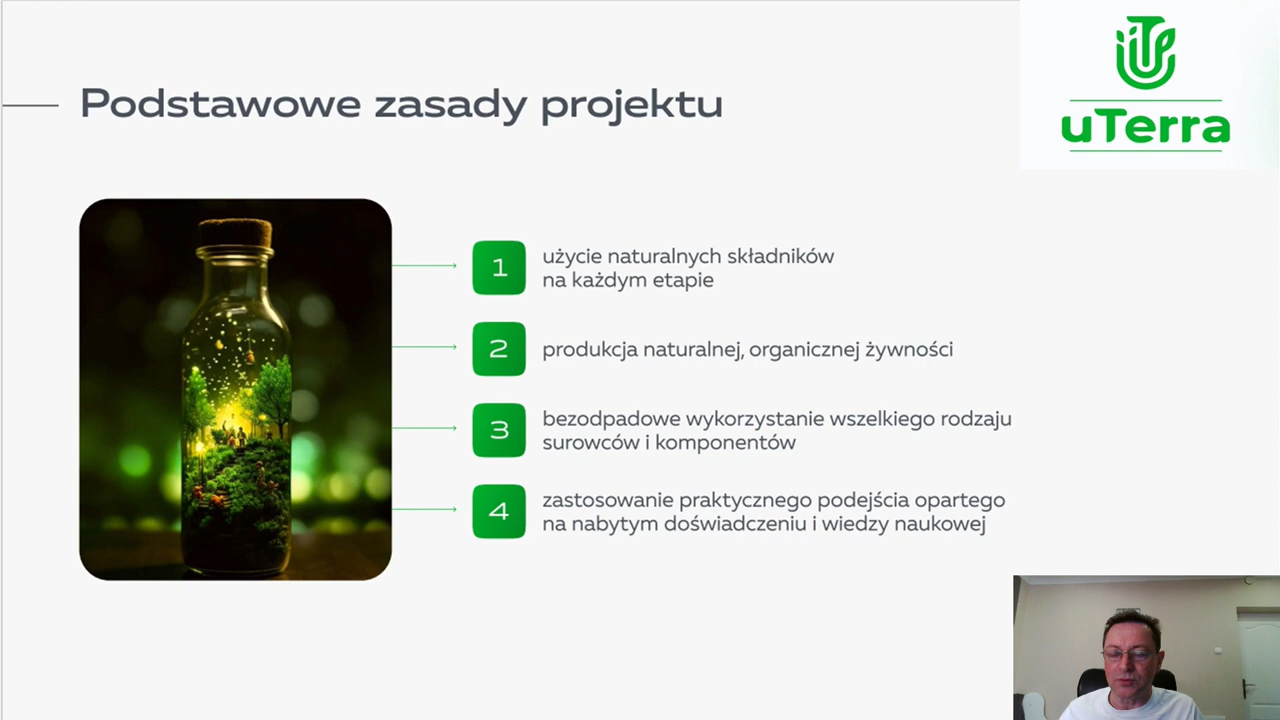 Podstawowe zasady projektu
uTerra
1
użycie naturalnych składników
na każdym etapie
2
produkcja naturalnej, organicznej żywności
3
bezodpadowe wykorzystanie wszelkiego rodzaju
surowców i komponentów
4
zastosowanie praktycznego podejścia opartego
na nabytym doświadczeniu i wiedzy naukowej